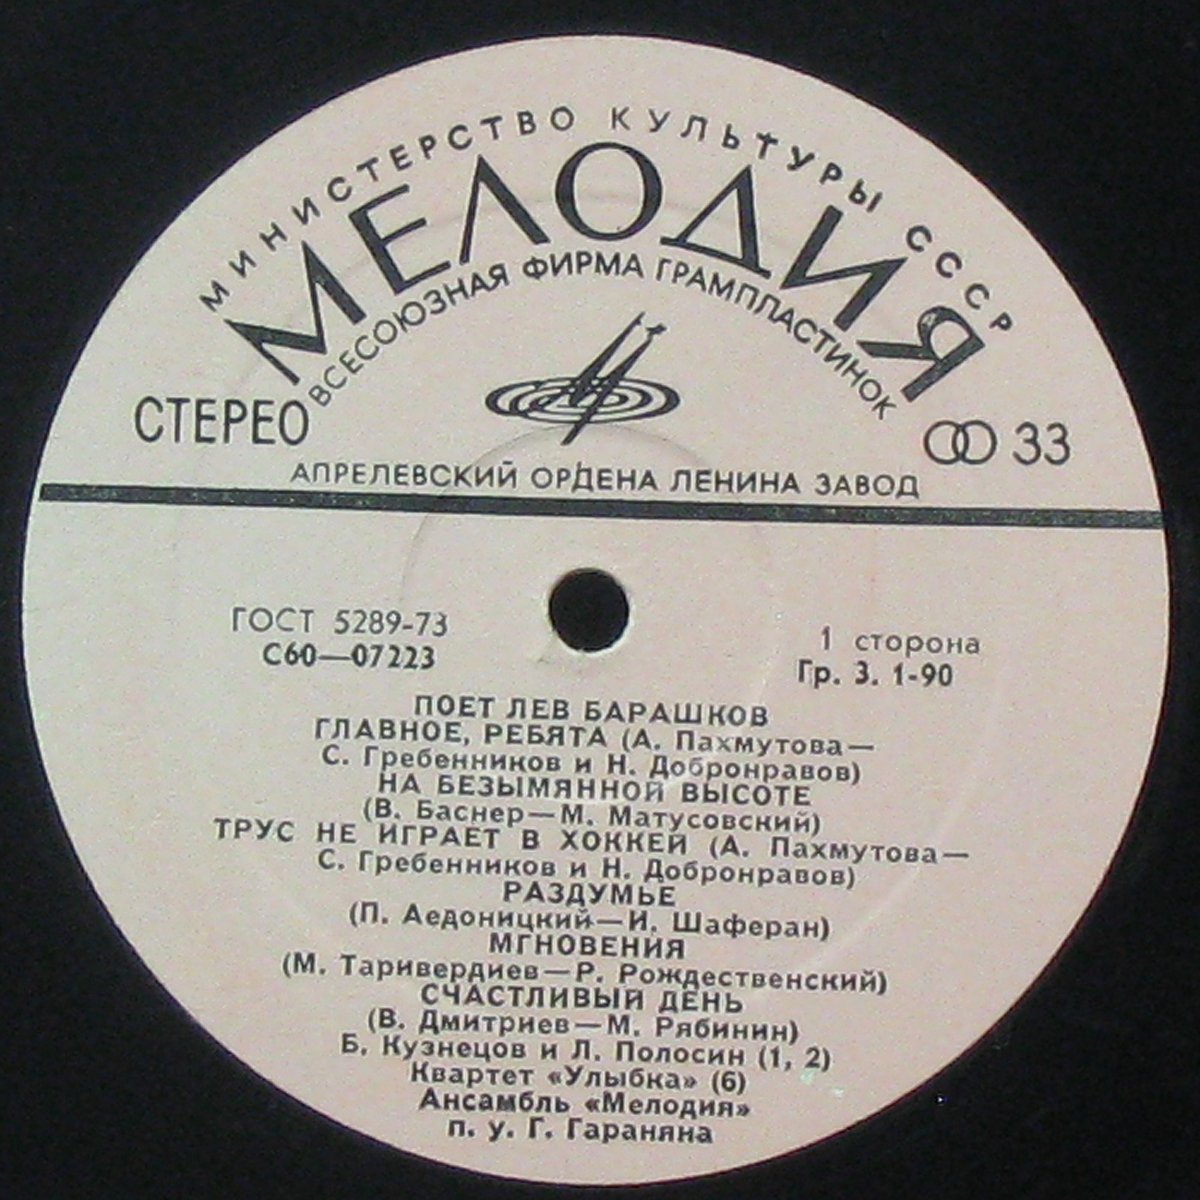 МИНИСТЕРСТВО КУЛЬТУРЫ СССР
МЕЛОДИЯ
ВСЕСОЮЗНАЯ ФИРМА ГРАМПЛАСТИНОК
СТЕРЕО
33
АПРЕЛЕВСКИЙ ОРДЕНА ЛЕНИНА ЗАВОД
ГОСТ 5289-73
С60—07223
1 сторона
Гр. 3. 1-90
ПОЕТ ЛЕВ БАРАШКОВ
ГЛАВНОЕ, РЕБЯТА (А. Пахмутова—
С. Гребенников и Н. Добронравов)
НА БЕЗЫМЯННОЙ ВЫСОТЕ
(В. Баснер—М. Матусовский)
ТРУС НЕ ИГРАЕТ В ХОККЕЙ (А. Пахмутова—
С. Гребенников и Н. Добронравов)
РАЗДУМЬЕ
(П. Аедоницкий—И. Шаферан)
МГНОВЕНИЯ
(М. Таривердиев—Р. Рождественский)
СЧАСТЛИВЫЙ ДЕНЬ
(В. Дмитриев—М. Рябинин)
Б. Кузнецов и Л. Полосин (1, 2)
Квартет «Улыбка» (6)
Ансамбль «Мелодия»
п. у. Г. Гараняна